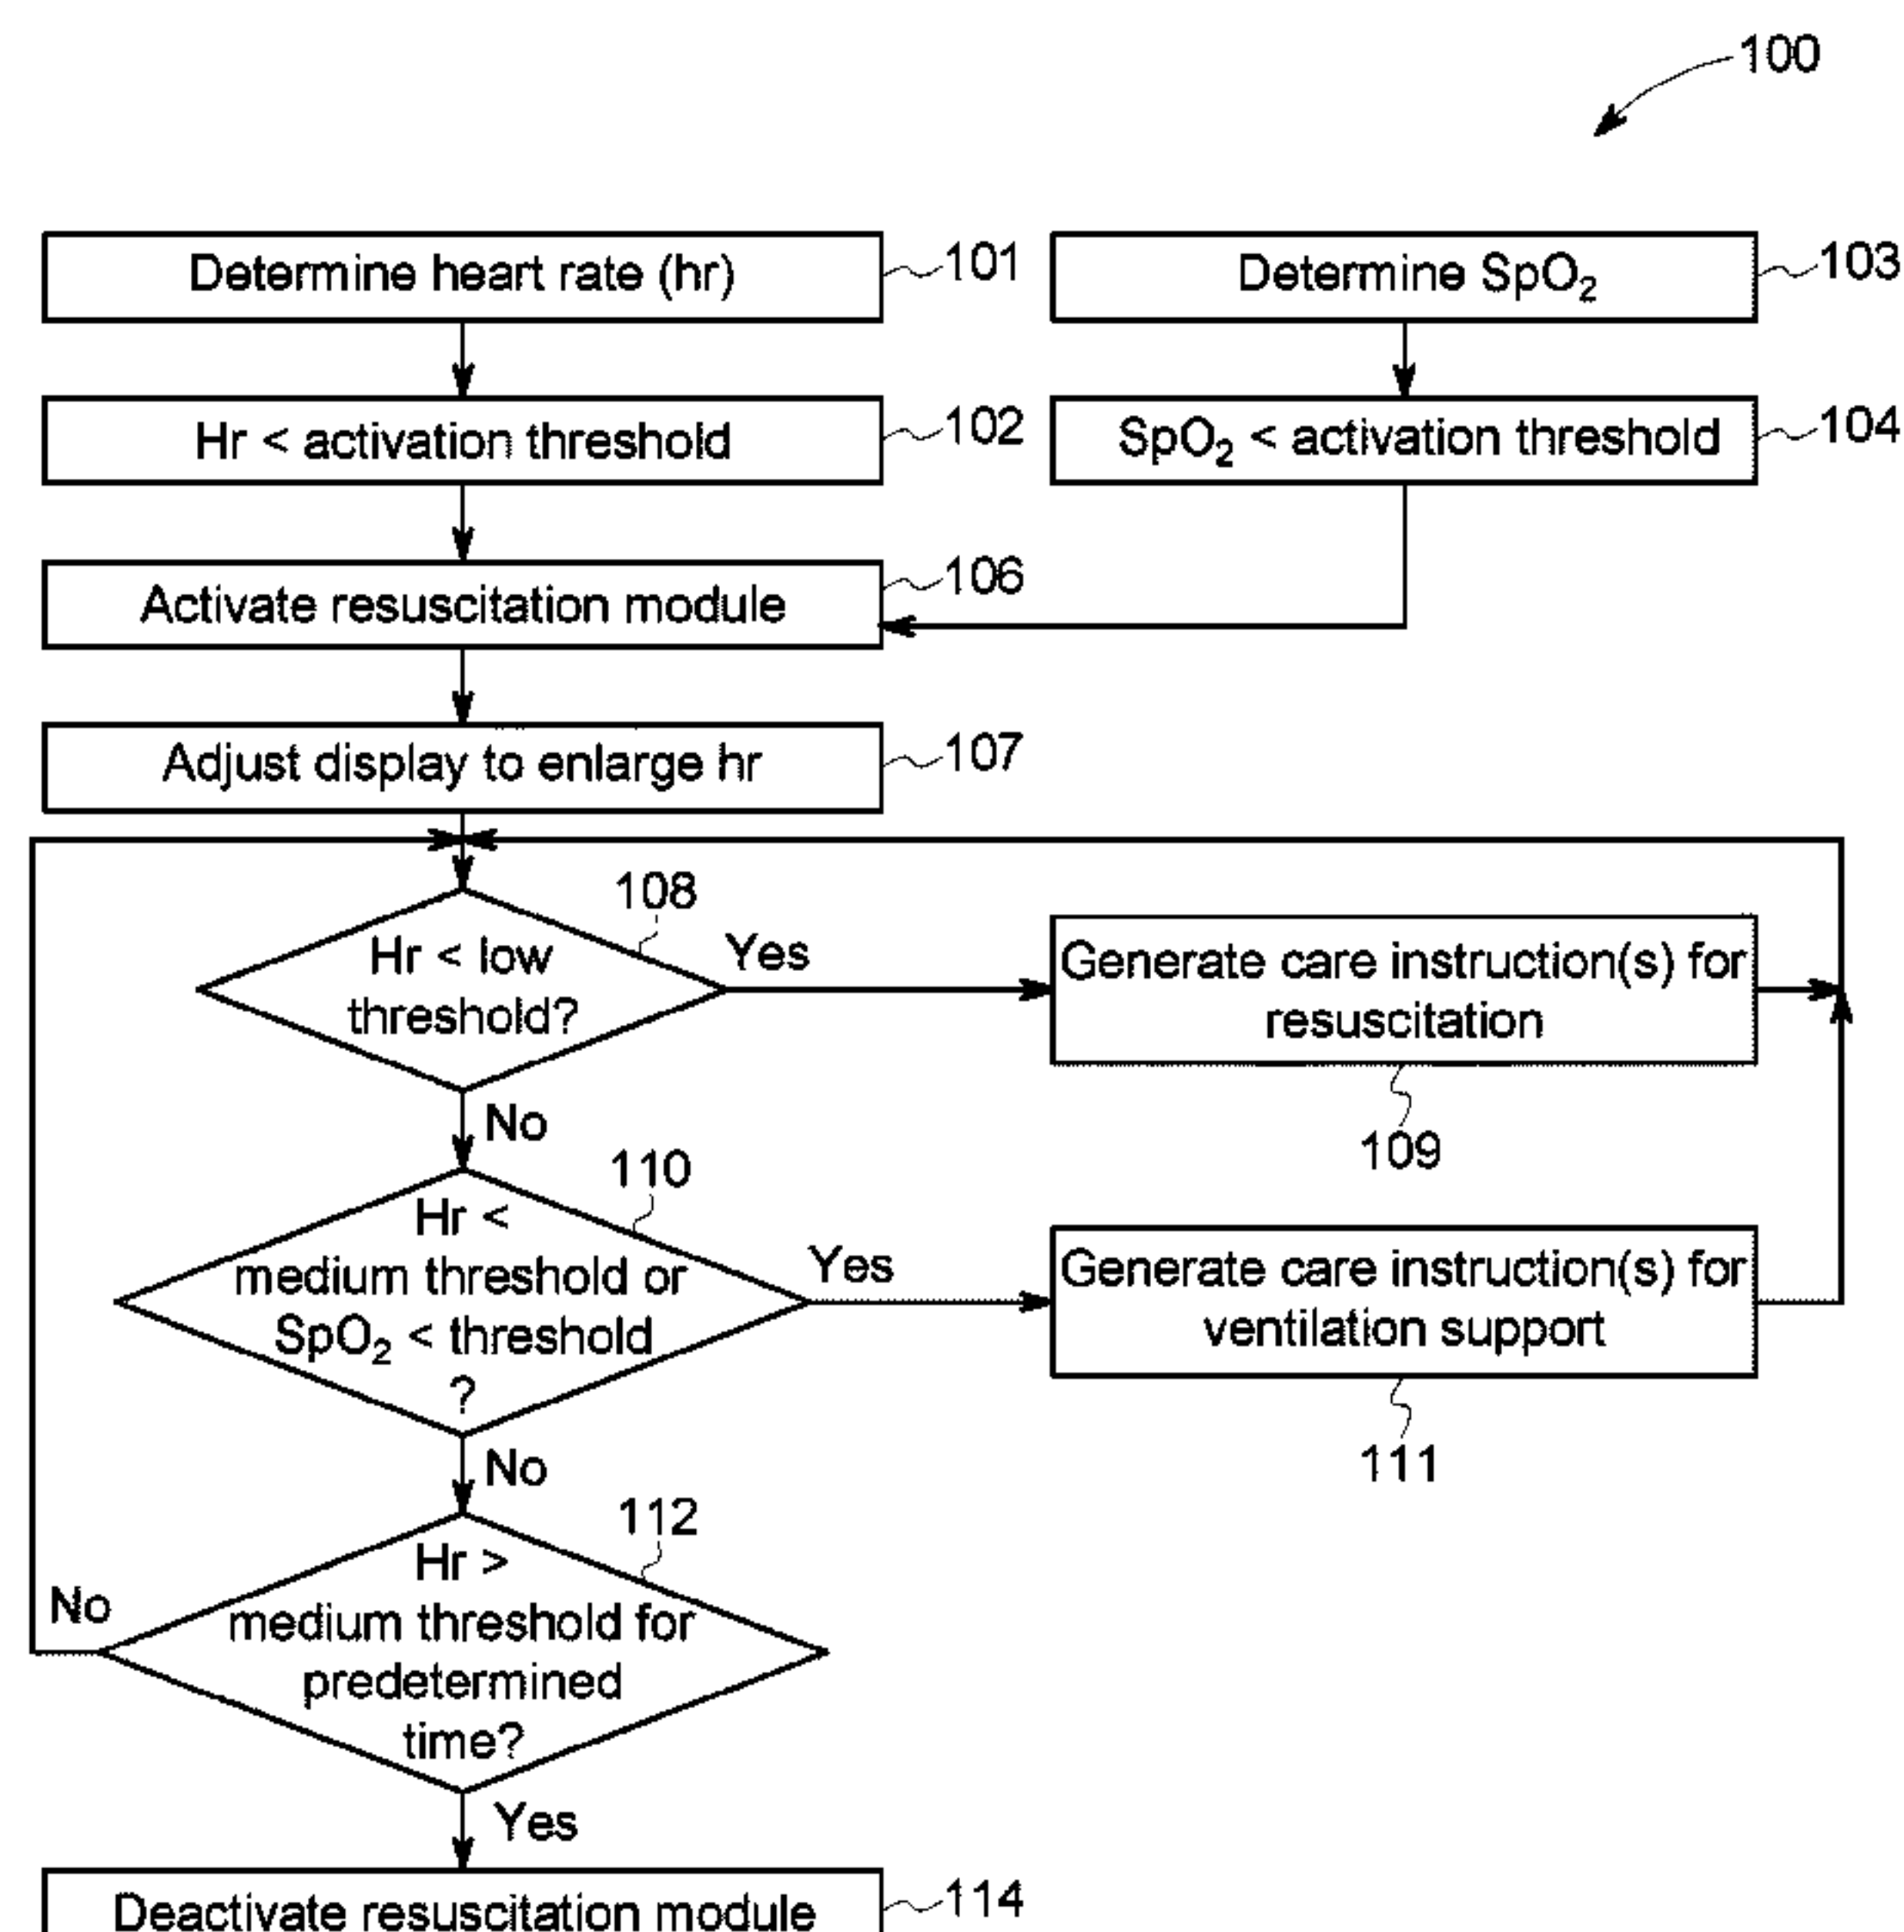 100
Determine heart rate (hr)
101
Determine SpO₂
103
Hr < activation threshold
102
SpO₂ < activation threshold
104
Activate resuscitation module
106
Adjust display to enlarge hr
107
108
Hr < low
threshold?
Yes
Generate care instruction(s) for
resuscitation
109
No
110
Hr <
medium threshold or
SpO₂ < threshold
?
Yes
Generate care instruction(s) for
ventilation support
111
No
112
Hr >
medium threshold for
predetermined
time?
No
Yes
Deactivate resuscitation module
114